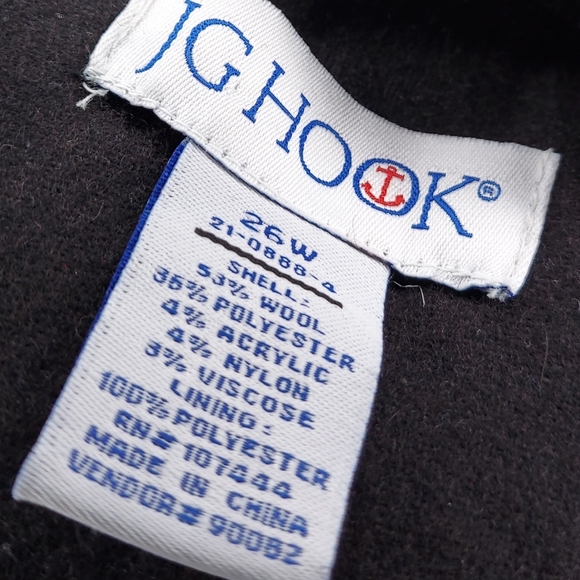 JG HOOK®
26W
21-0888-4
SHELL:
53% WOOL
35% POLYESTER
4% ACRYLIC
4% NYLON
3% VISCOSE
LINING:
100% POLYESTER
RN# 107444
MADE IN CHINA
VENDOR# 90082